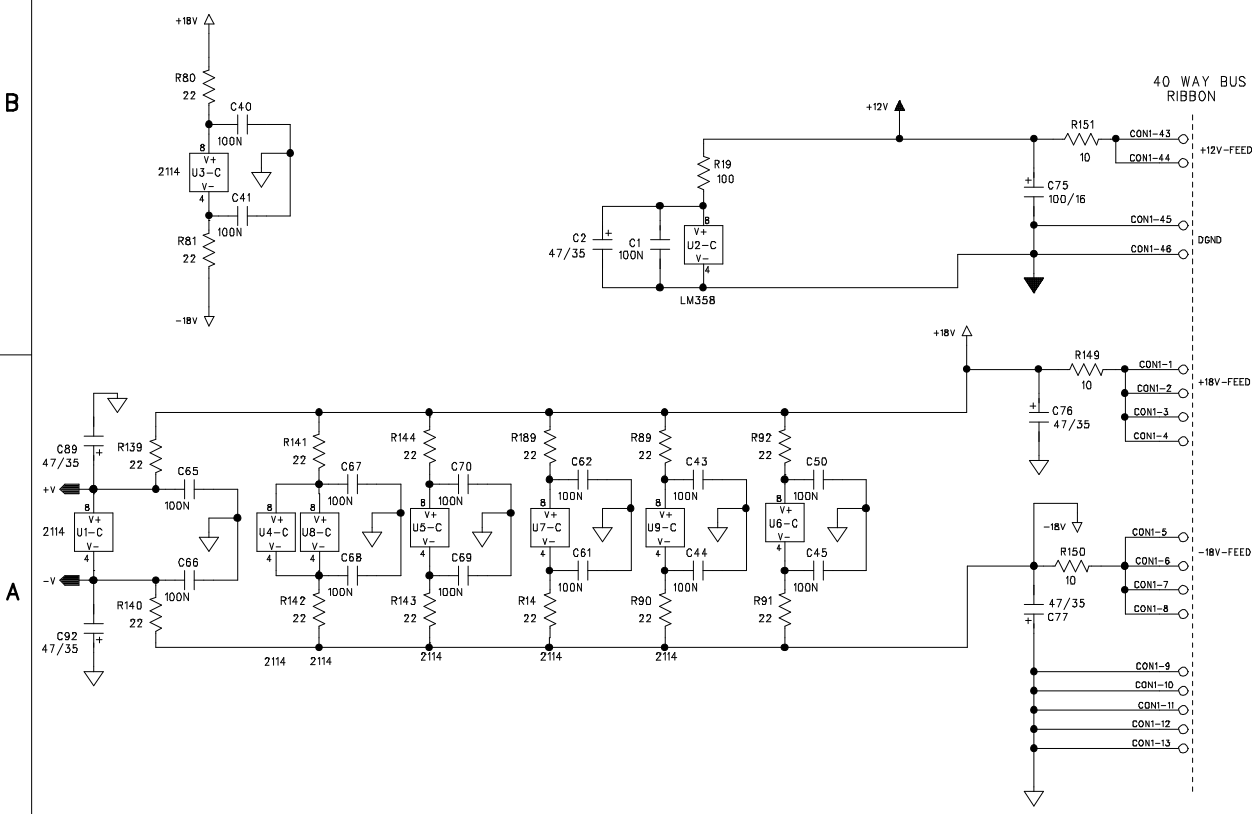 B
+18V
R80
22
C40
100N
8
V+
2114
U3-C
V-
4
C41
100N
R81
22
-18V
+12V
R19
100
C2
47/35
+
C1
100N
8
V+
U2-C
V-
4
LM358
40 WAY BUS
RIBBON
R151
10
CON1-43
CON1-44
+12V-FEED
+
C75
100/16
CON1-45
CON1-46
DGND
+18V
R149
10
CON1-1
CON1-2
CON1-3
CON1-4
+18V-FEED
+
C76
47/35
A
C89
47/35
+
R139
22
C65
100N
+V
8
V+
2114
U1-C
V-
4
-V
C66
100N
R140
22
C92
47/35
+
R141
22
C67
100N
8
V+
U4-C
V-
4
8
V+
U8-C
V-
4
C68
100N
R142
22
2114
2114
R144
22
C70
100N
8
V+
U5-C
V-
4
C69
100N
R143
22
2114
R189
22
C62
100N
8
V+
U7-C
V-
4
C61
100N
R14
22
2114
R89
22
C43
100N
8
V+
U9-C
V-
4
C44
100N
R90
22
2114
R92
22
C50
100N
8
V+
U6-C
V-
4
C45
100N
R91
22
-18V
R150
10
CON1-5
CON1-6
CON1-7
CON1-8
-18V-FEED
47/35
+
C77
CON1-9
CON1-10
CON1-11
CON1-12
CON1-13